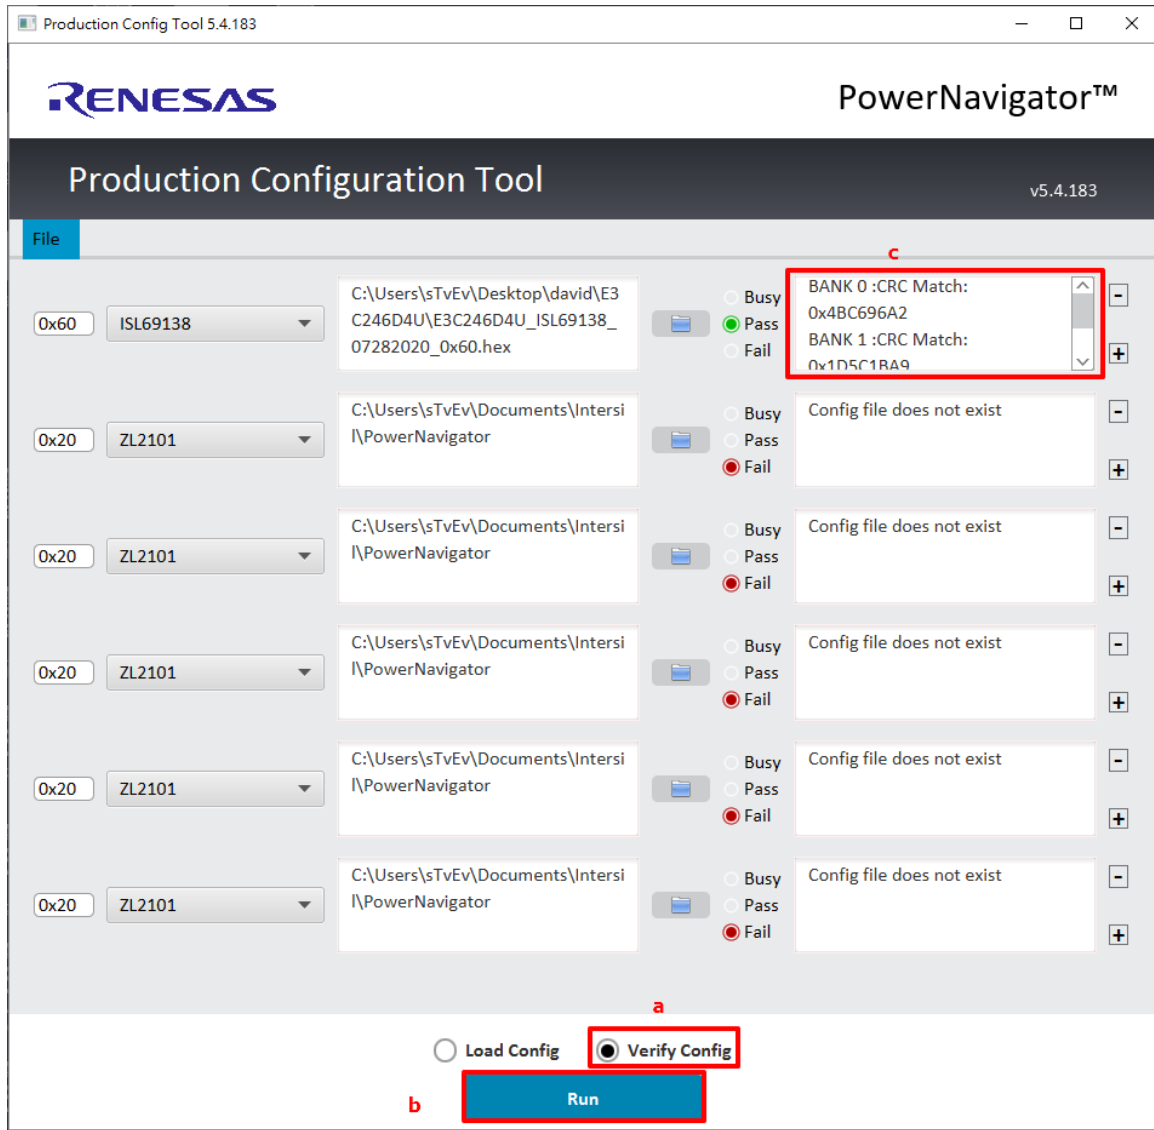 Production Config Tool 5.4.183
RENESAS
PowerNavigator™
Production Configuration Tool
v5.4.183
File
c
0x60
ISL69138
C:\Users\sTvEv\Desktop\david\E3
C246D4U\E3C246D4U_ISL69138_
07282020_0x60.hex
Busy
Pass
Fail
BANK 0 :CRC Match:
0x4BC696A2
BANK 1 :CRC Match:
0x1D5C1BA9
-
+
0x20
ZL2101
C:\Users\sTvEv\Documents\Intersi
l\PowerNavigator
Busy
Pass
Fail
Config file does not exist
-
+
0x20
ZL2101
C:\Users\sTvEv\Documents\Intersi
l\PowerNavigator
Busy
Pass
Fail
Config file does not exist
-
+
0x20
ZL2101
C:\Users\sTvEv\Documents\Intersi
l\PowerNavigator
Busy
Pass
Fail
Config file does not exist
-
+
0x20
ZL2101
C:\Users\sTvEv\Documents\Intersi
l\PowerNavigator
Busy
Pass
Fail
Config file does not exist
-
+
0x20
ZL2101
C:\Users\sTvEv\Documents\Intersi
l\PowerNavigator
Busy
Pass
Fail
Config file does not exist
-
+
a
Load Config
Verify Config
b
Run